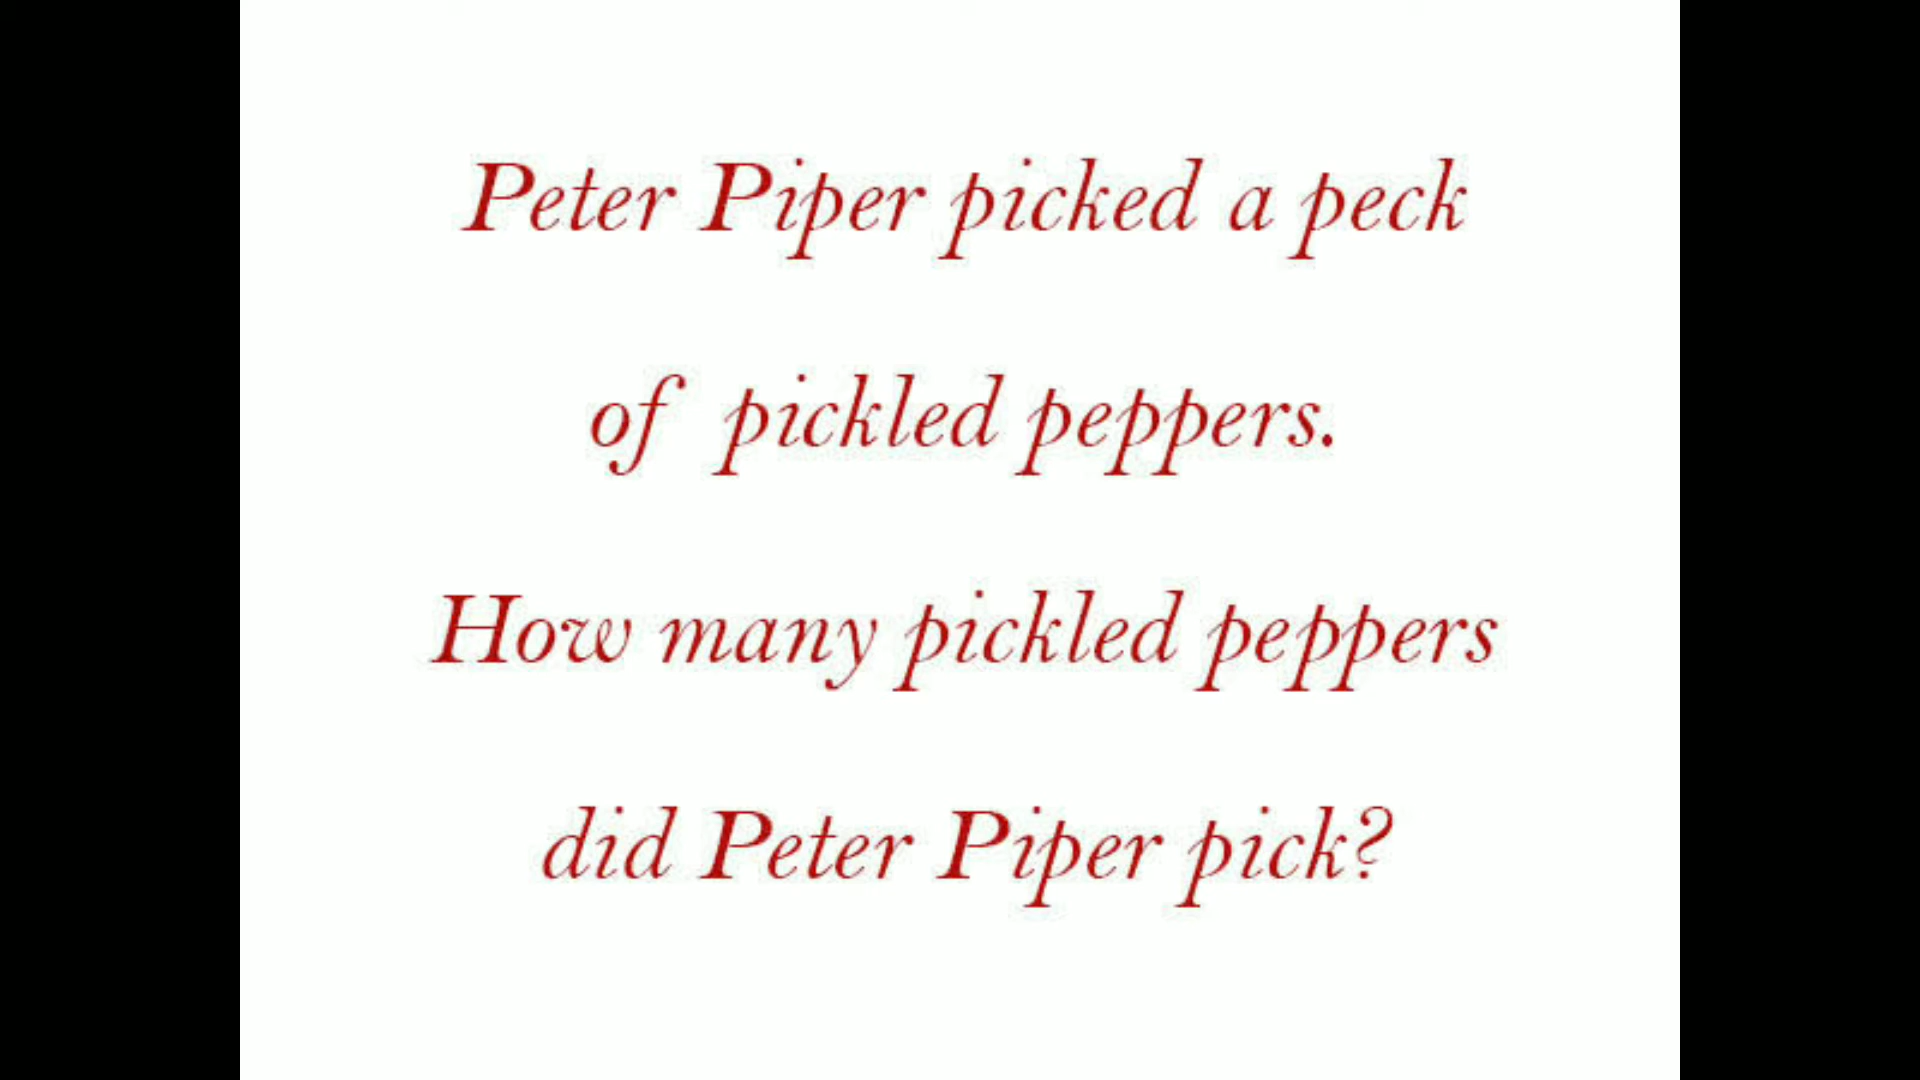 Peter Piper picked a peck
of pickled peppers.
How many pickled peppers
did Peter Piper pick?